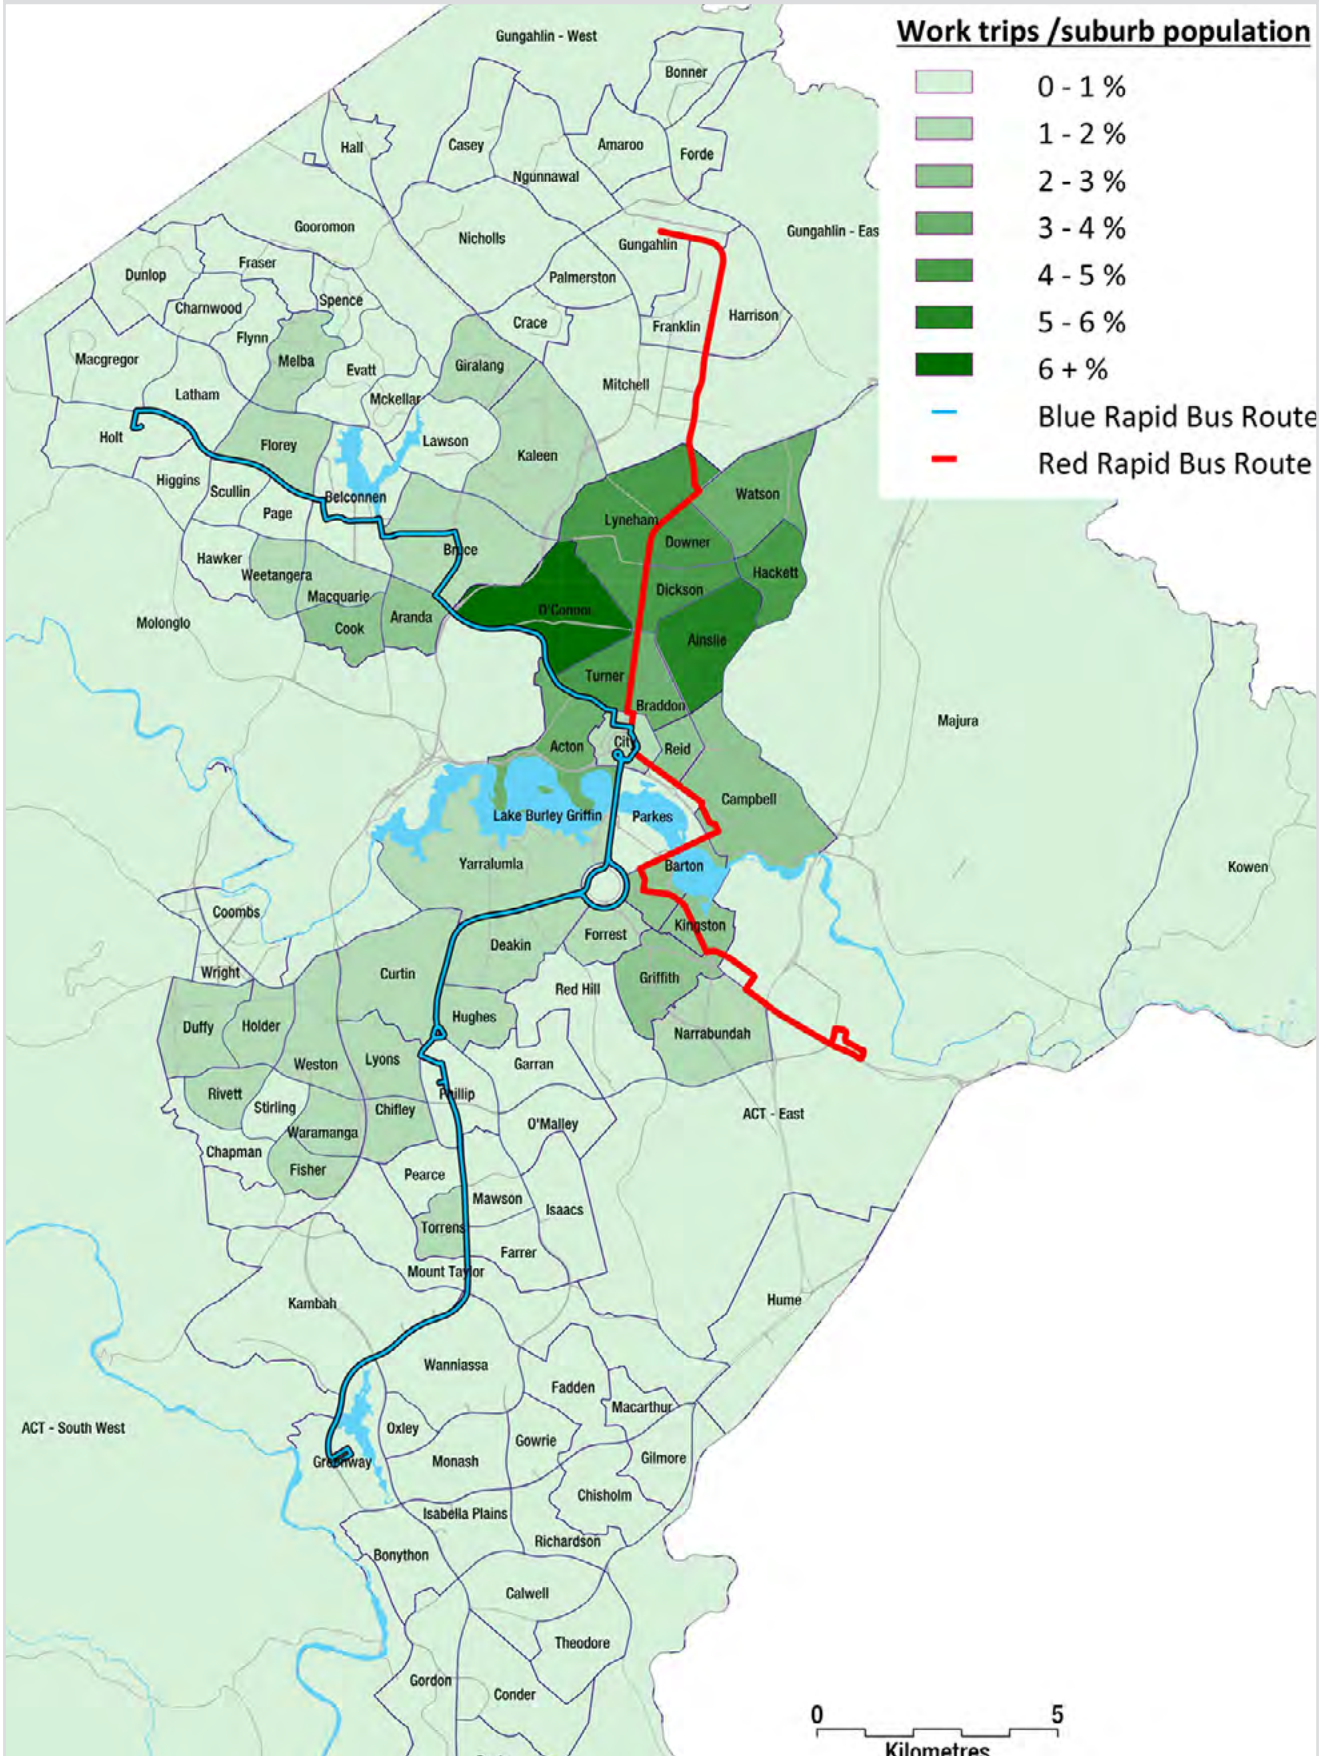 Work trips /suburb population
0 - 1 %
1 - 2 %
2 - 3 %
3 - 4 %
4 - 5 %
5 - 6 %
6 + %
Blue Rapid Bus Route
Red Rapid Bus Route
Gungahlin - West
Bonner
Hall
Casey
Amaroo
Forde
Ngunnawal
Gooromon
Nicholls
Gungahlin
Gungahlin - Eas
Dunlop
Fraser
Palmerston
Charnwood
Spence
Crace
Franklin
Harrison
Flynn
Macgregor
Melba
Evatt
Giralang
Mitchell
Latham
Mckellar
Holt
Florey
Lawson
Kaleen
Higgins
Scullin
Belconnen
Watson
Page
Lyneham
Downer
Hawker
Bruce
Weetangera
Hackett
Macquarie
Dickson
Molonglo
Cook
Aranda
O'Connor
Ainslie
Turner
Braddon
Majura
Acton
City
Reid
Campbell
Lake Burley Griffin
Parkes
Yarralumla
Barton
Kowen
Coombs
Kingston
Deakin
Forrest
Wright
Curtin
Griffith
Red Hill
Duffy
Holder
Hughes
Narrabundah
Weston
Lyons
Garran
Rivett
Stirling
Chifley
Phillip
ACT - East
O'Malley
Waramanga
Chapman
Fisher
Pearce
Mawson
Isaacs
Torrens
Farrer
Mount Taylor
Kambah
Hume
Wanniassa
Fadden
Macarthur
ACT - South West
Oxley
Gowrie
Greenway
Monash
Gilmore
Chisholm
Isabella Plains
Richardson
Bonython
Calwell
Theodore
Gordon
Conder
0 5
Kilometres